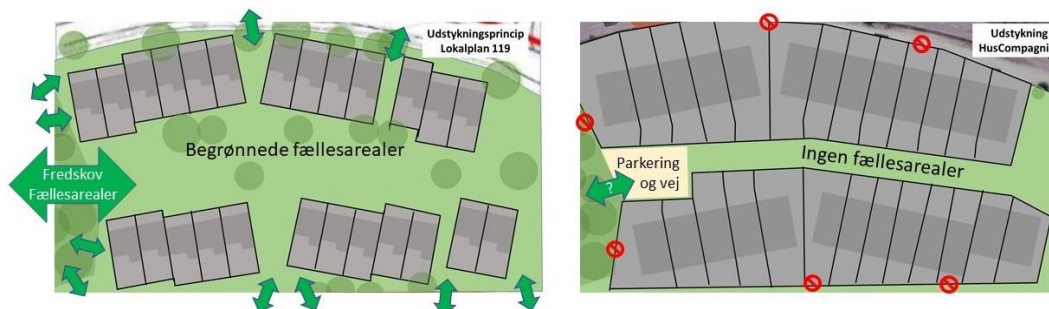 Udstykningsprincip
Lokalplan 119
Begrønnede fællesarealer
Fredskov
Fællesarealer
Udstykning
HusCompagni
Parkering
og vej
?
Ingen fællesarealer